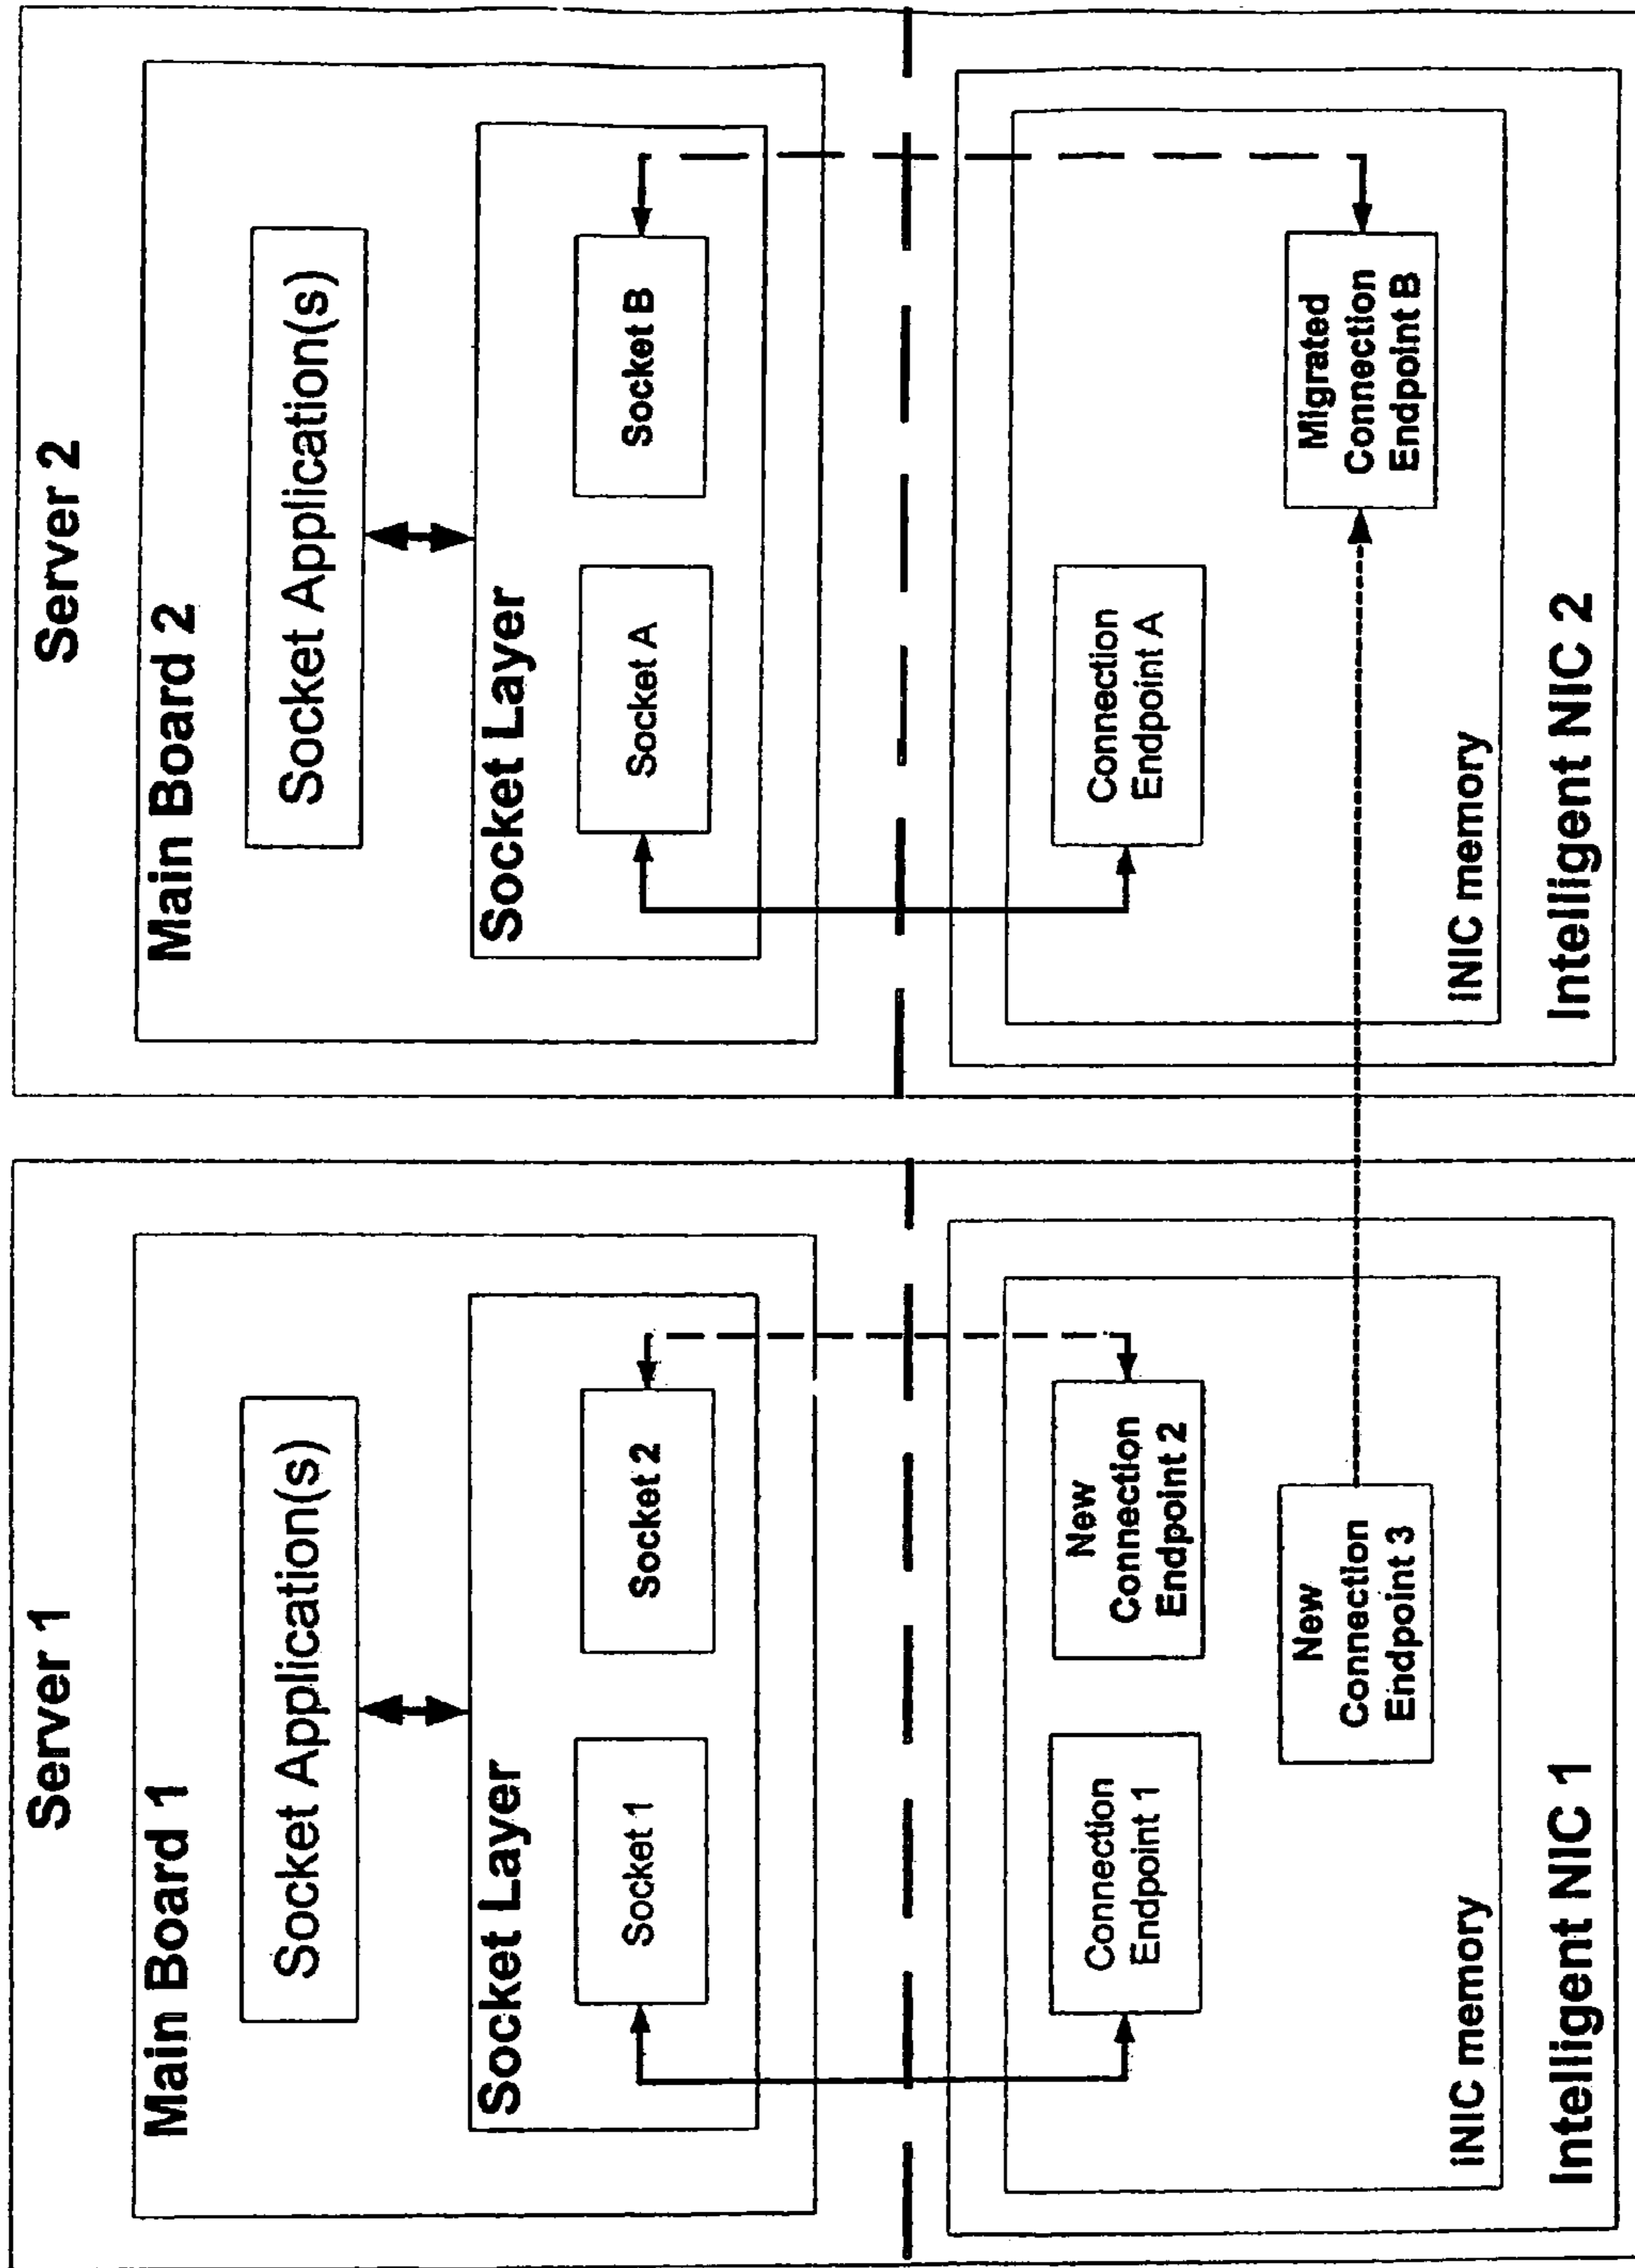 Server 1
Main Board 1
Socket Application(s)
Socket Layer
Socket 1
Socket 2
Connection
Endpoint 1
New
Connection
Endpoint 2
New
Connection
Endpoint 3
iNIC memory
Intelligent NIC 1
Server 2
Main Board 2
Socket Application(s)
Socket Layer
Socket A
Socket B
Connection
Endpoint A
Migrated
Connection
Endpoint B
iNIC memory
Intelligent NIC 2